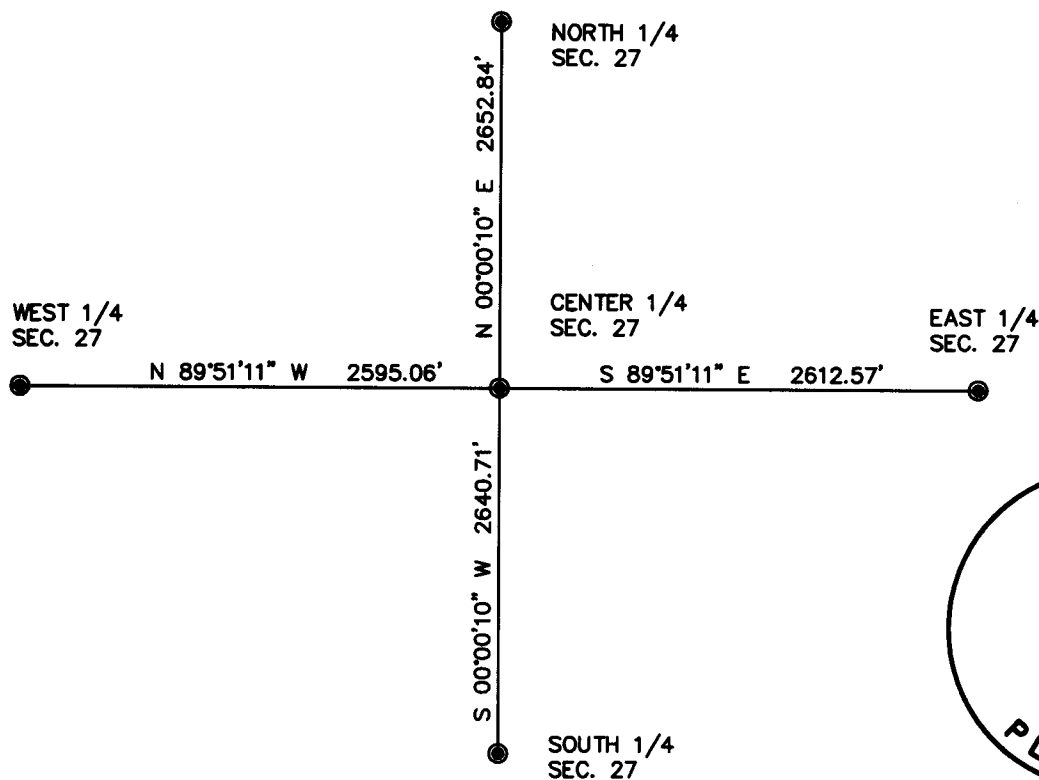 NORTH 1/4
SEC. 27
N 00°00'10" E 2652.84'
WEST 1/4
SEC. 27
CENTER 1/4
SEC. 27
EAST 1/4
SEC. 27
N 89°51'11" W 2595.06'
S 89°51'11" E 2612.57'
S 00°00'10" W 2640.71'
SOUTH 1/4
SEC. 27